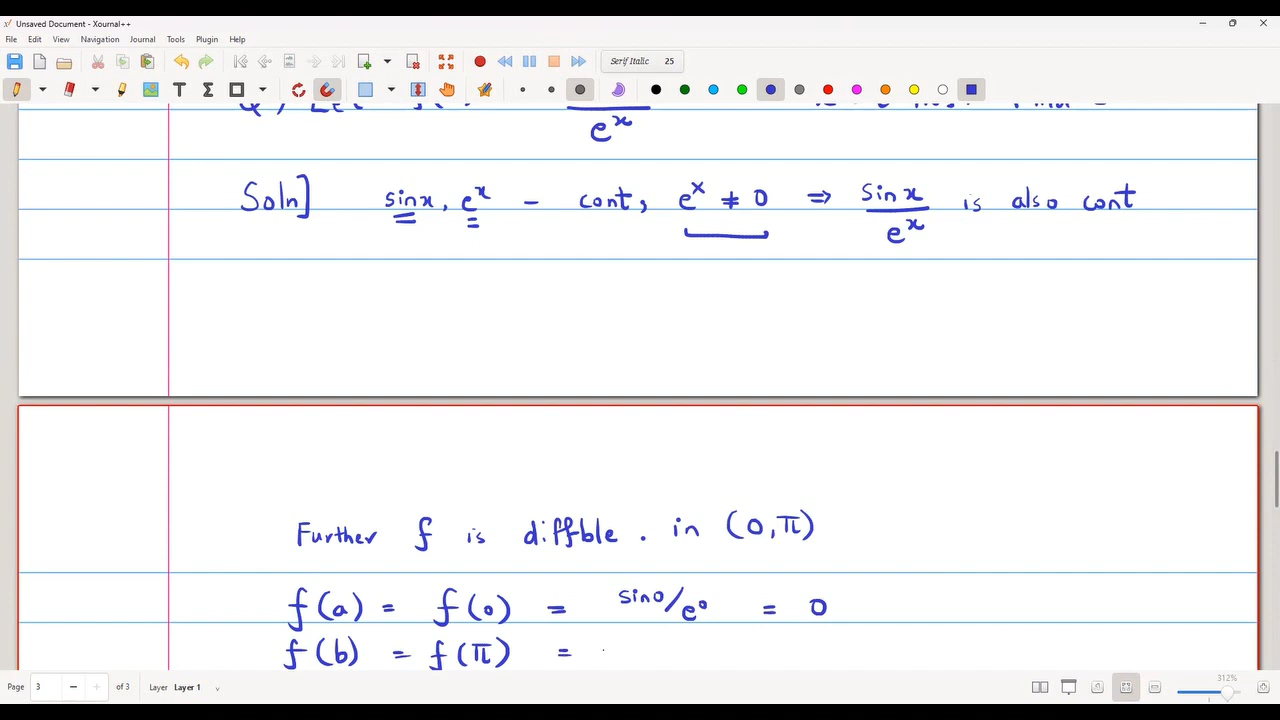 Unsaved Document - Xournal++
File Edit View Navigation Journal Tools Plugin Help
Serif Italic 25
e^x
Soln] sinx, e^x - cont, e^x ≠ 0 ⇒ sinx/e^x is also cont
Further f is diffble. in (0,π)
f(a) = f(0) = sin0/e^0 = 0
f(b) = f(π) =
Page 3 of 3 Layer Layer 1 312%